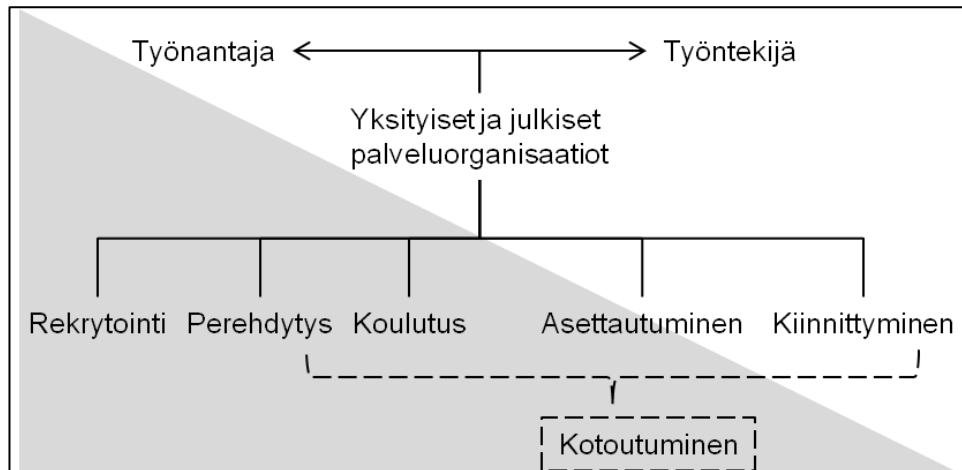 Työnantaja Työntekijä
Yksityiset ja julkiset
palveluorganisaatiot
Rekrytointi Perehdytys Koulutus Asettautuminen Kiinnittyminen
Kotoutuminen